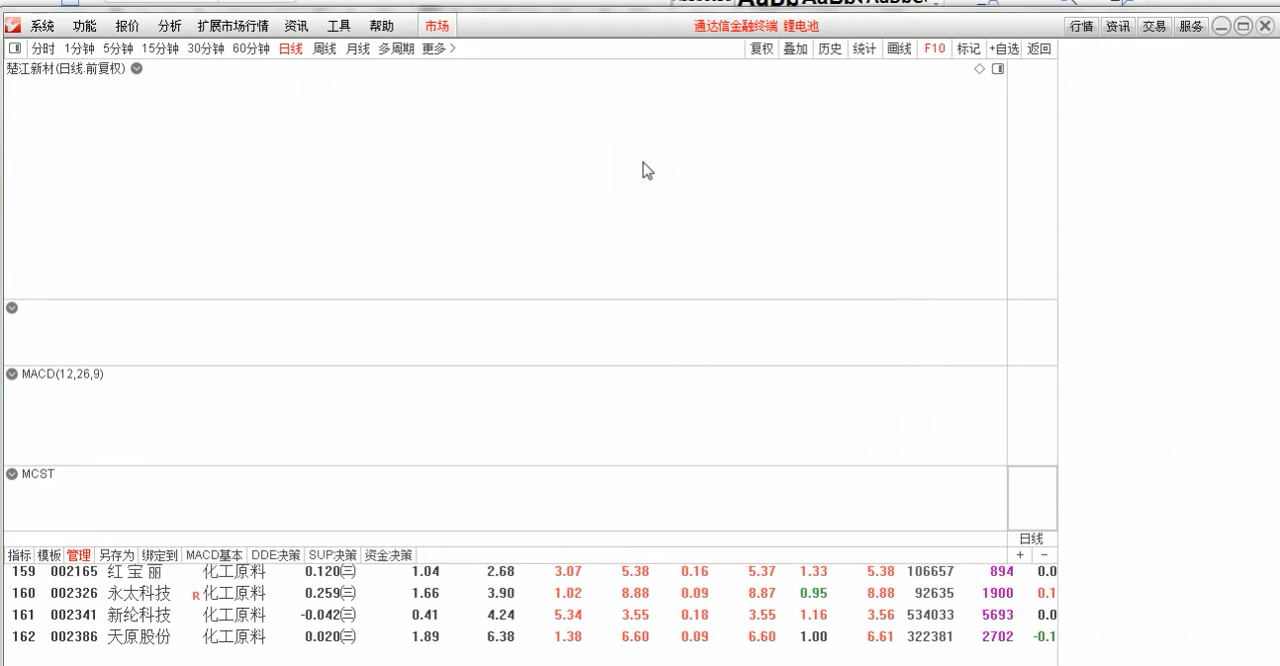 系统 功能 报价 分析 扩展市场行情 资讯 工具 帮助 市场 通达信金融终端 锂电池 行情 资讯 交易 服务
分时 1分钟 5分钟 15分钟 30分钟 60分钟 日线 周线 月线 多周期 更多> 复权 叠加 历史 统计 画线 F10 标记 +自选 返回
楚江新材(日线.前复权)
MACD(12,26,9)
MCST
日线
指标 模板 管理 另存为 绑定到 MACD基本 DDE决策 SUP决策 资金决策 + -
159 002165 红宝丽 化工原料 0.120㈢ 1.04 2.68 3.07 5.38 0.16 5.37 1.33 5.38 106657 894 0.0
160 002326 永太科技 R 化工原料 0.259㈢ 1.66 3.90 1.02 8.88 0.09 8.87 0.95 8.88 92635 1900 0.1
161 002341 新纶科技 化工原料 -0.042㈢ 0.41 4.24 5.34 3.55 0.18 3.55 1.16 3.56 534033 5693 0.0
162 002386 天原股份 化工原料 0.020㈢ 1.89 6.38 1.38 6.60 0.09 6.60 1.00 6.61 322381 2702 -0.1